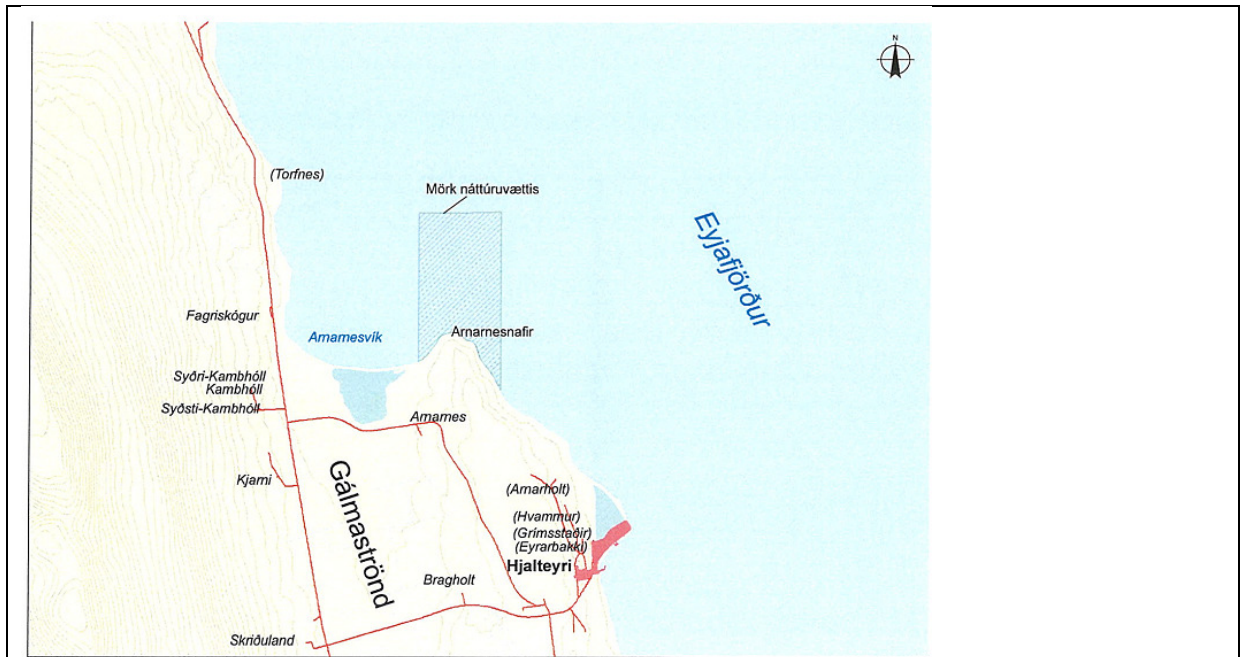 N
(Torfnes)
Mörk náttúruvættis
Eyjafjörður
Fagriskógur
Arnarnesvík
Arnarnesnafir
Syðri-Kambhóll
Kambhóll
Syðsti-Kambhóll
Arnarnes
Kjarni
Gálmaströnd
(Arnarholt)
(Hvammur)
(Grímsstaðir)
(Eyrarbakki)
Hjalteyri
Bragholt
Skriðuland